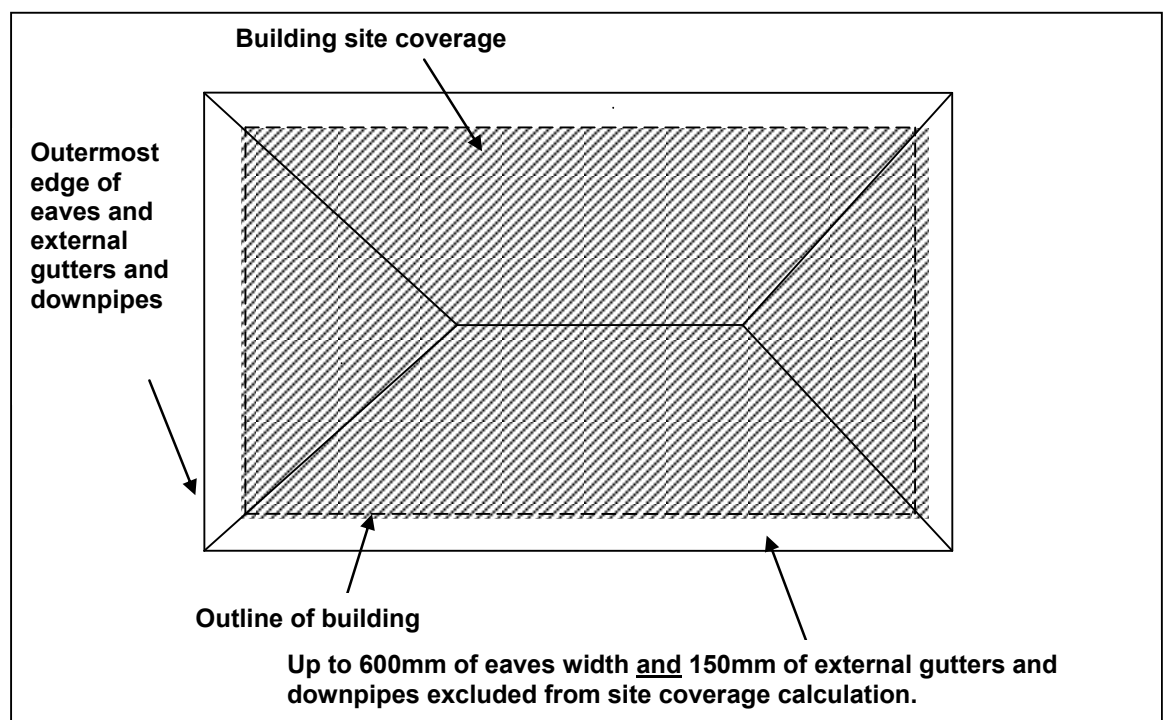 Building site coverage
Outermost
edge of
eaves and
external
gutters and
downpipes
Outline of building
Up to 600mm of eaves width and 150mm of external gutters and
downpipes excluded from site coverage calculation.